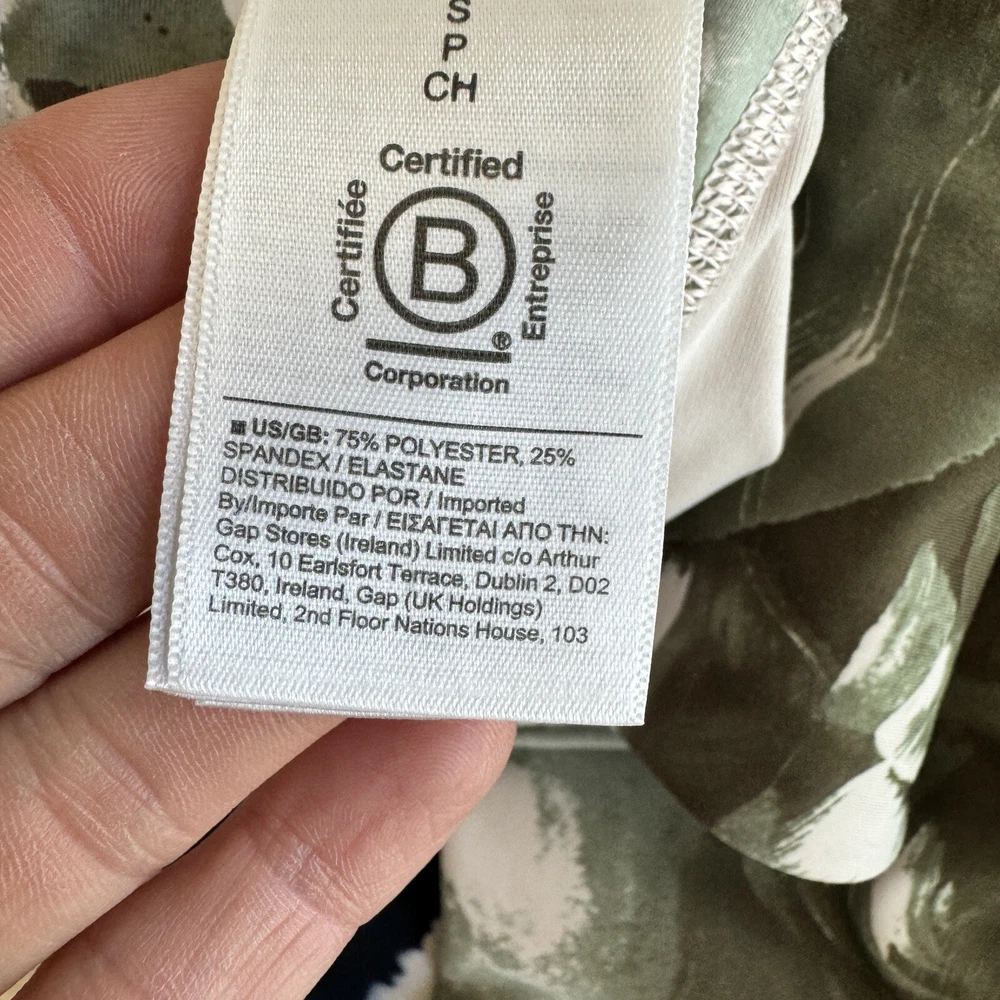 S
P
CH
Certified
Certifiée
B
Entreprise
®
Corporation
US/GB: 75% POLYESTER, 25%
SPANDEX / ELASTANE
DISTRIBUIDO POR / Imported
By/Importe Par / ΕΙΣΑΓΕΤΑΙ ΑΠΟ ΤΗΝ:
Gap Stores (Ireland) Limited c/o Arthur
Cox, 10 Earlsfort Terrace, Dublin 2, D02
T380, Ireland, Gap (UK Holdings)
Limited, 2nd Floor Nations House, 103